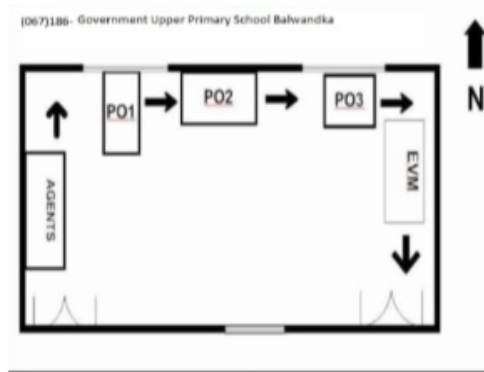 (067)186- Government Upper Primary School Balwandka
N
PO1
PO2
PO3
EVM
AGENTS